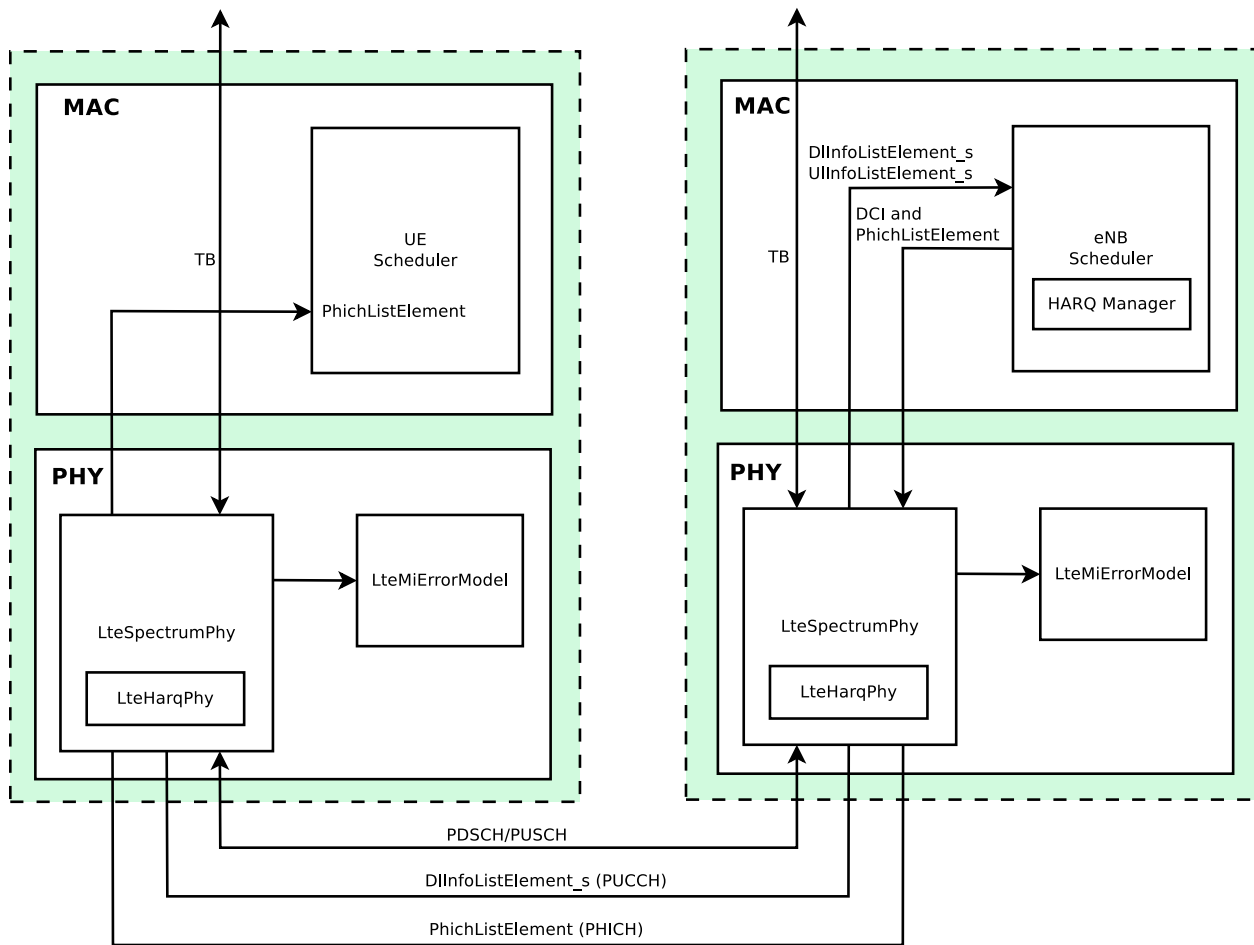 MAC
UE
Scheduler
TB
PhichListElement
PHY
LteMiErrorModel
LteSpectrumPhy
LteHarqPhy
MAC
DlInfoListElement_s
UlInfoListElement_s
DCI and
PhichListElement
eNB
Scheduler
TB
HARQ Manager
PHY
LteMiErrorModel
LteSpectrumPhy
LteHarqPhy
PDSCH/PUSCH
DlInfoListElement_s (PUCCH)
PhichListElement (PHICH)